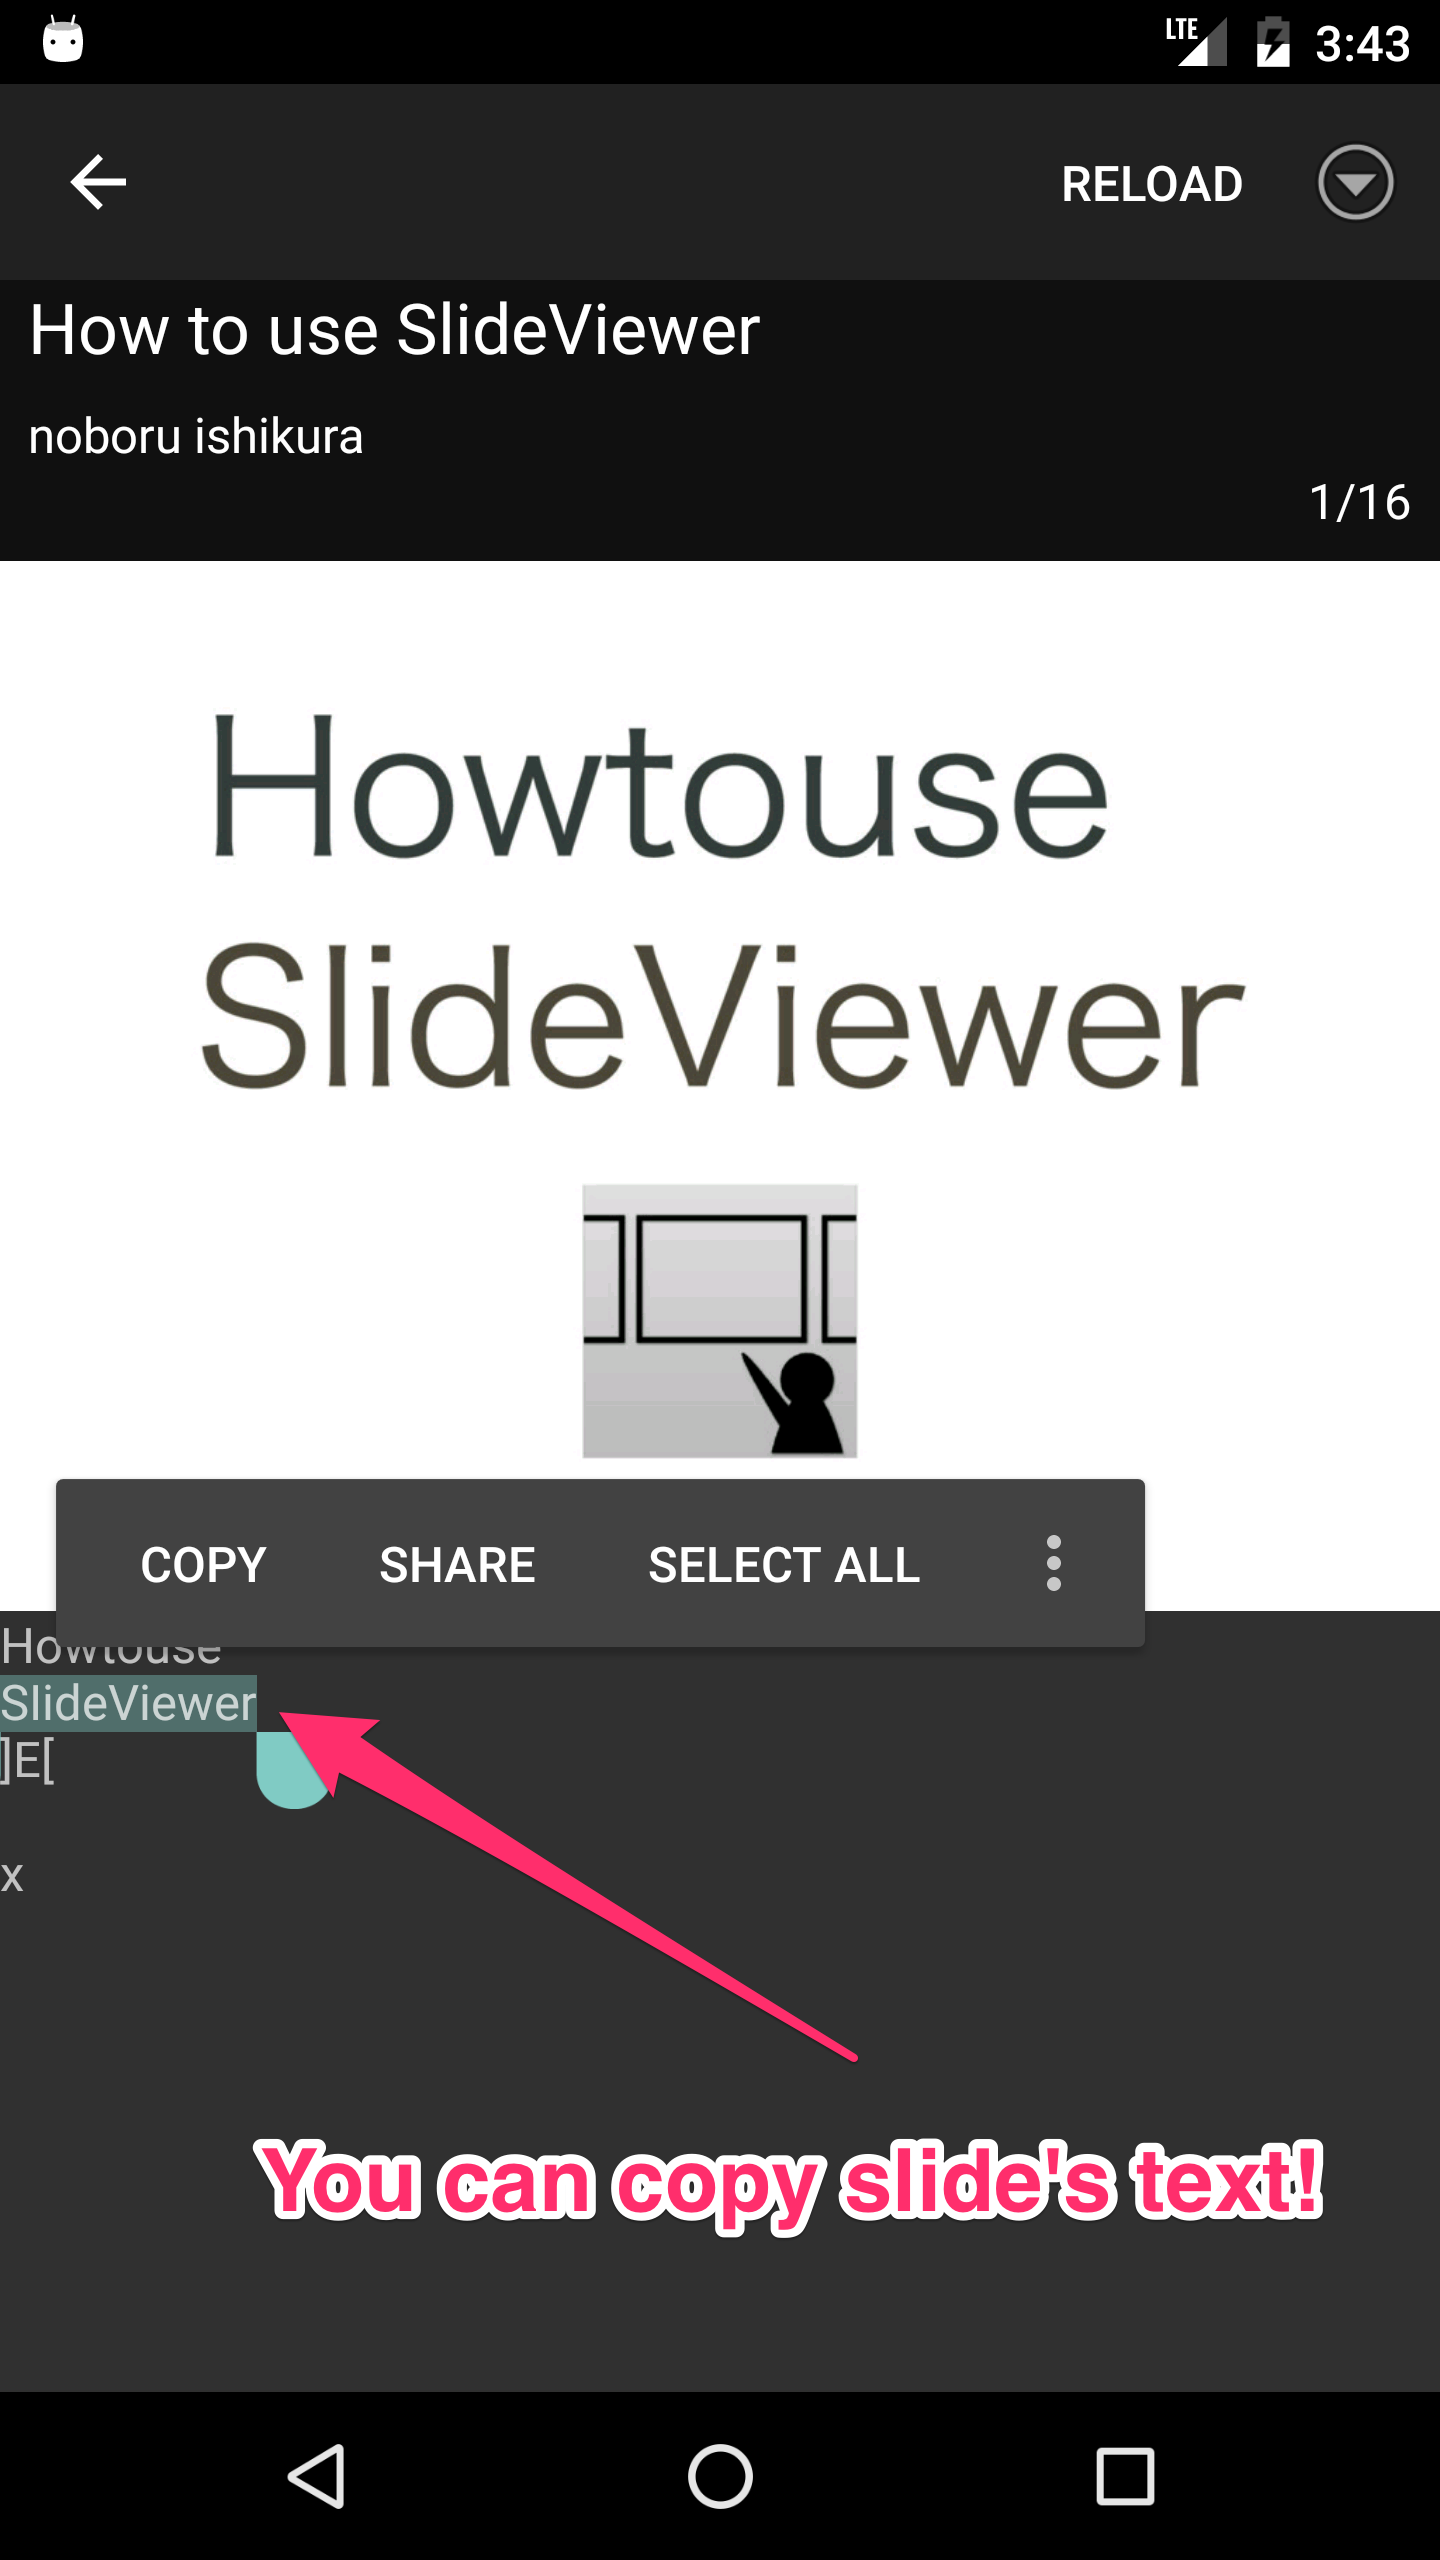 LTE 3:43
RELOAD
How to use SlideViewer
noboru ishikura
1/16
Howtouse
SlideViewer
COPY SHARE SELECT ALL
Howtouse
SlideViewer
]E[
x
You can copy slide's text!